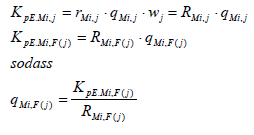 K_{pE.Mi,j} = r_{Mi,j} · q_{Mi,j} · w_j = R_{Mi,j} · q_{Mi,j}
K_{pE.Mi,F(j)} = R_{Mi,F(j)} · q_{Mi,F(j)}
sodass
q_{Mi,F(j)} = \frac{K_{pE.Mi,F(j)}}{R_{Mi,F(j)}}